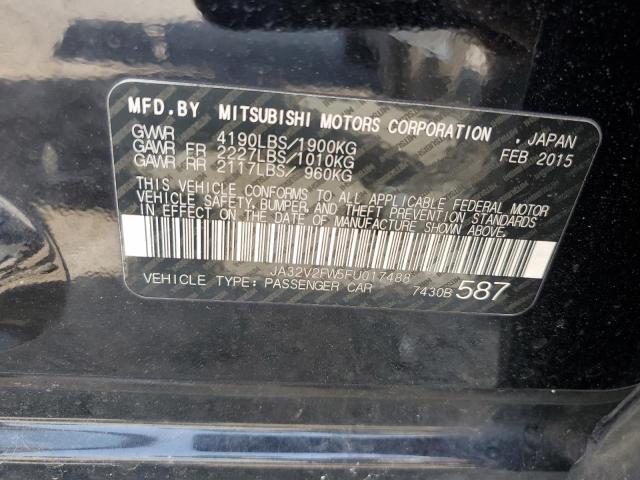 MFD.BY MITSUBISHI MOTORS CORPORATION , JAPAN
GVWR 4190LBS/1900KG FEB 2015
GAWR FR 2227LBS/1010KG
GAWR RR 2117LBS/ 960KG
THIS VEHICLE CONFORMS TO ALL APPLICABLE FEDERAL MOTOR
VEHICLE SAFETY, BUMPER, AND THEFT PREVENTION STANDARDS
IN EFFECT ON THE DATE OF MANUFACTURE SHOWN ABOVE.
JA32V2FW5FU017488
VEHICLE TYPE: PASSENGER CAR 7430B 587